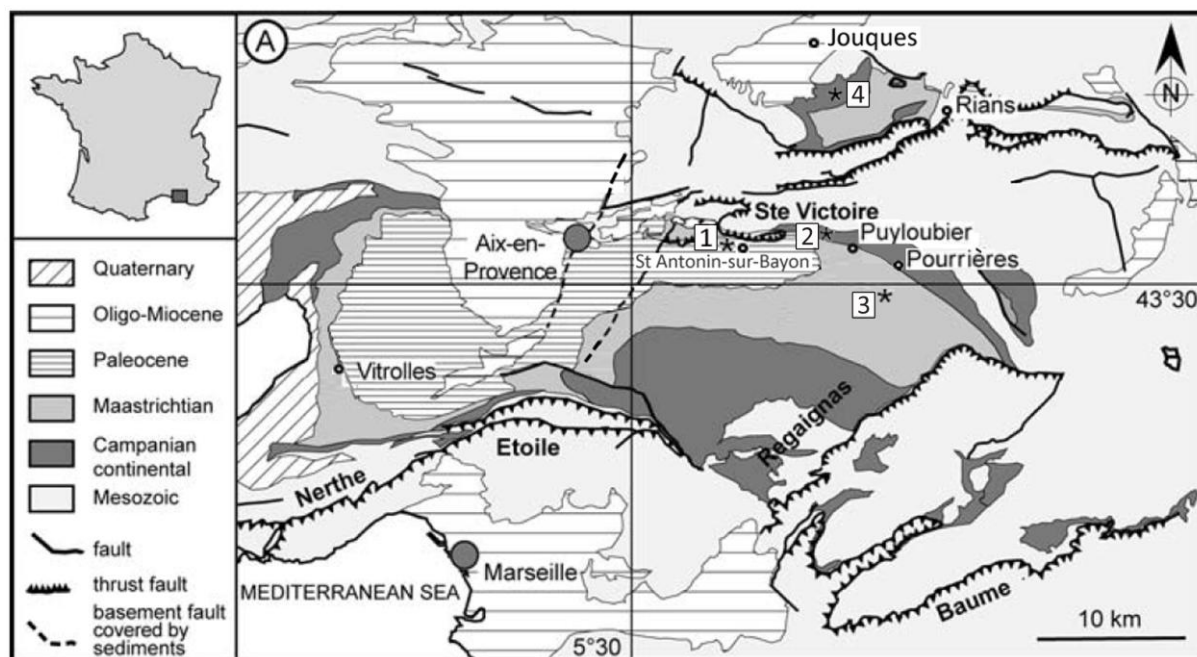 A
Jouques
* 4
Rians
N
Ste Victoire
1 *
2 *
Puyloubier
Aix-en-
Provence
St Antonin-sur-Bayon
Pourrières
43°30
3 *
Vitrolles
Regaignas
Etoile
Nerthe
Marseille
MEDITERRANEAN SEA
Baume
5°30
10 km
Quaternary
Oligo-Miocene
Paleocene
Maastrichtian
Campanian
continental
Mesozoic
fault
thrust fault
basement fault
covered by
sediments